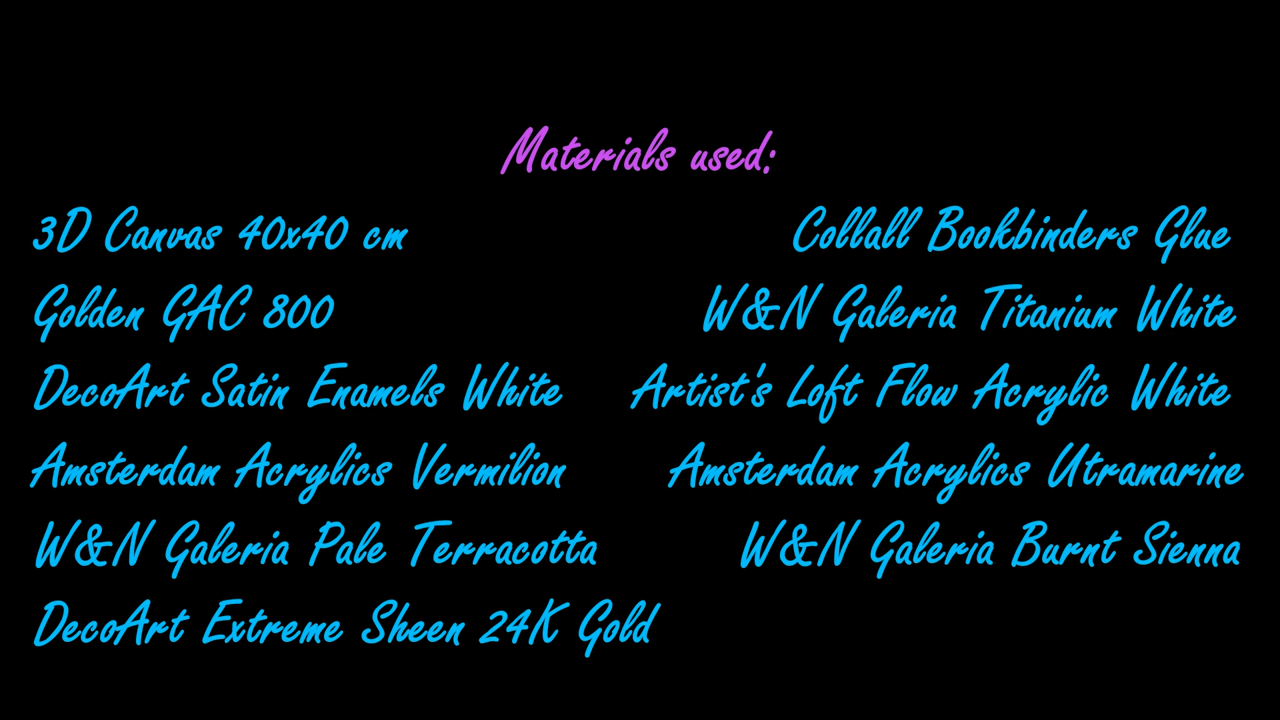 Materials used:
3D Canvas 40x40 cm Collall Bookbinders Glue
Golden GAC 800 W&N Galeria Titanium White
DecoArt Satin Enamels White Artist's Loft Flow Acrylic White
Amsterdam Acrylics Vermilion Amsterdam Acrylics Utramarine
W&N Galeria Pale Terracotta W&N Galeria Burnt Sienna
DecoArt Extreme Sheen 24K Gold